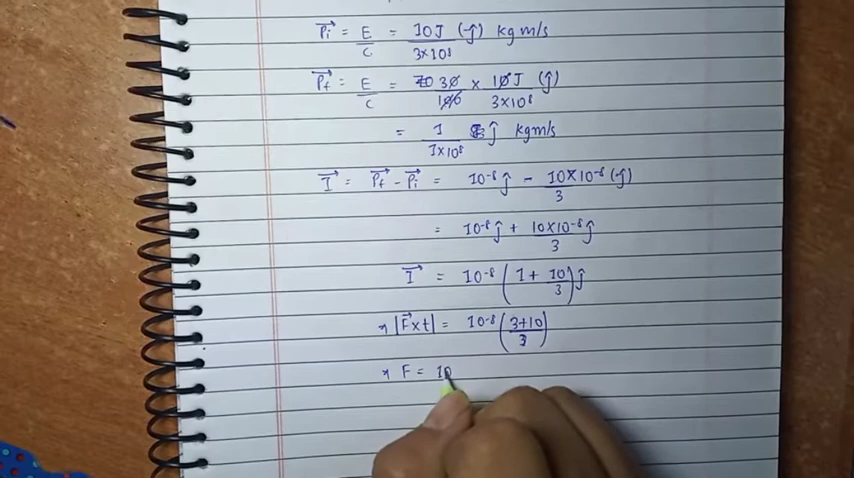 P⃗i = E/C = 10J/3×10⁸ (-ĵ) kg m/s
P⃗f = E/C = 30/100 × 10J/3×10⁸ (ĵ)
= 1/1×10⁸ ĵ kg m/s
I⃗ = P⃗f - P⃗i = 10⁻⁸ ĵ - 10×10⁻⁸/3 (-ĵ)
= 10⁻⁸ ĵ + 10×10⁻⁸/3 ĵ
I⃗ = 10⁻⁸ (1 + 10/3) ĵ
|F⃗×t| = 10⁻⁸ (3+10/3)
F = 10